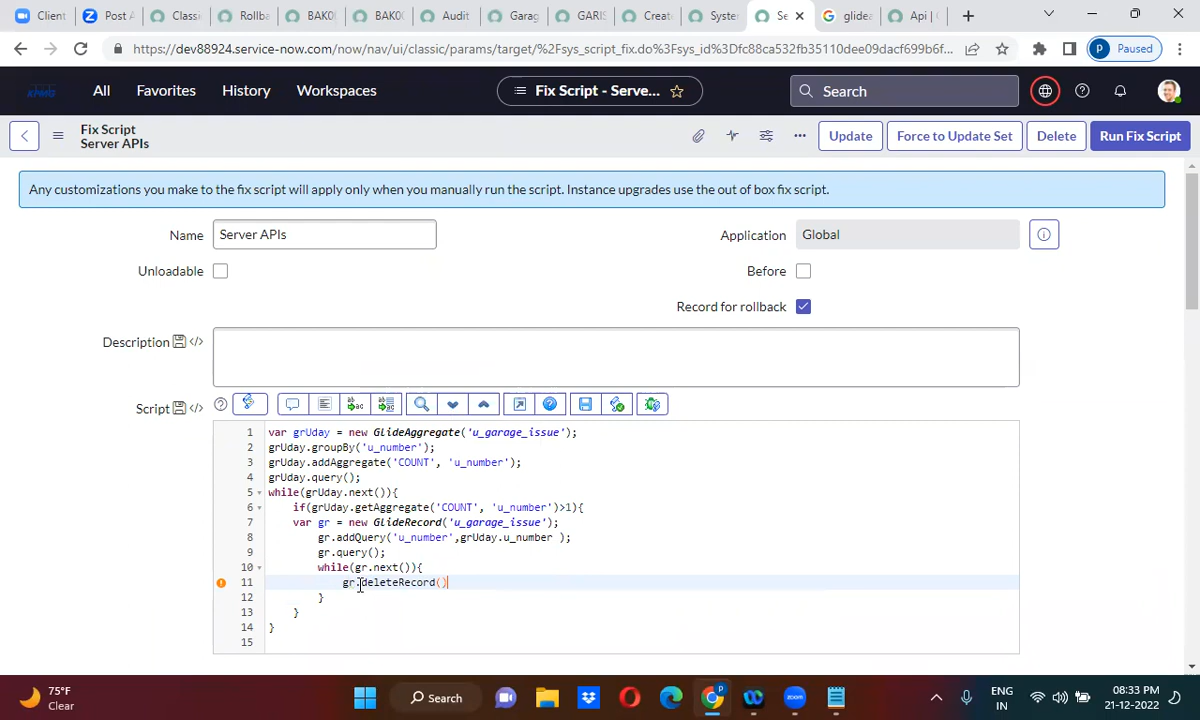 Client
Post A
Classi
Rollba
BAK00
BAK00
Audit
Garag
GARIS
Create
Syster
Se
glidea
Api | (
https://dev88924.service-now.com/now/nav/ui/classic/params/target/%2Fsys_script_fix.do%3Fsys_id%3Dfc88ca532fb35110dee09dacf699b6f...
P Paused
KPMG All Favorites History Workspaces Fix Script - Serve... Search
Fix Script
Server APIs
Update Force to Update Set Delete Run Fix Script
Any customizations you make to the fix script will apply only when you manually run the script. Instance upgrades use the out of box fix script.
Name Server APIs Application Global
Unloadable Before
Record for rollback
Description
Script
1 var grUday = new GlideAggregate('u_garage_issue');
2 grUday.groupBy('u_number');
3 grUday.addAggregate('COUNT', 'u_number');
4 grUday.query();
5 while(grUday.next()){
6 if(grUday.getAggregate('COUNT', 'u_number')>1){
7 var gr = new GlideRecord('u_garage_issue');
8 gr.addQuery('u_number',grUday.u_number );
9 gr.query();
10 while(gr.next()){
11 gr.deleteRecord()
12 }
13 }
14 }
15
75°F
Clear
Search
ENG
IN
08:33 PM
21-12-2022